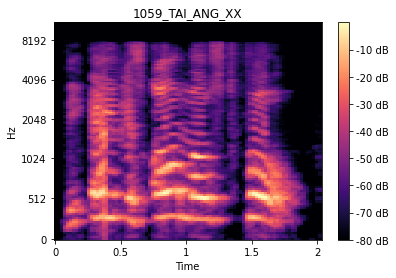 1059_TAI_ANG_XX
8192
4096
2048
1024
512
0
Hz
0
0.5
1
1.5
2
Time
-10 dB
-20 dB
-30 dB
-40 dB
-50 dB
-60 dB
-70 dB
-80 dB